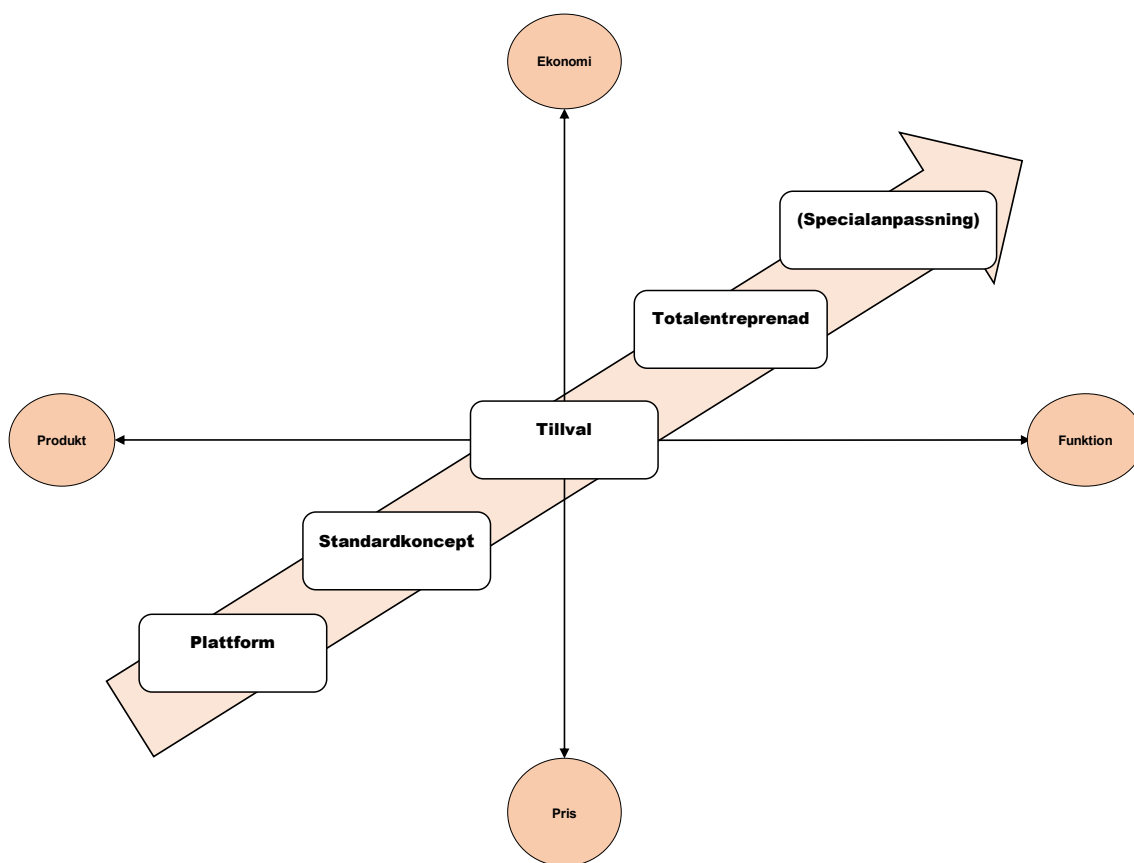 Ekonomi
(Specialanpassning)
Totalentreprenad
Tillval
Produkt
Funktion
Standardkoncept
Plattform
Pris